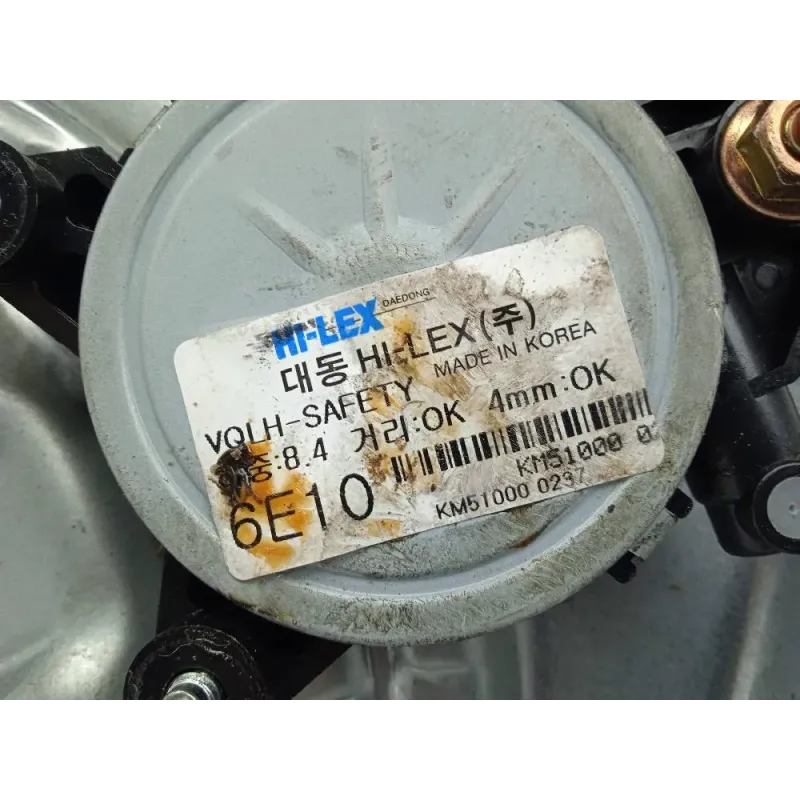 HI-LEX DAEDONG
대동 HI-LEX(주)
MADE IN KOREA
VQLH-SAFETY
:8.4 거리:OK 4mm:OK
6E10
KM51000 0
KM51000 0237